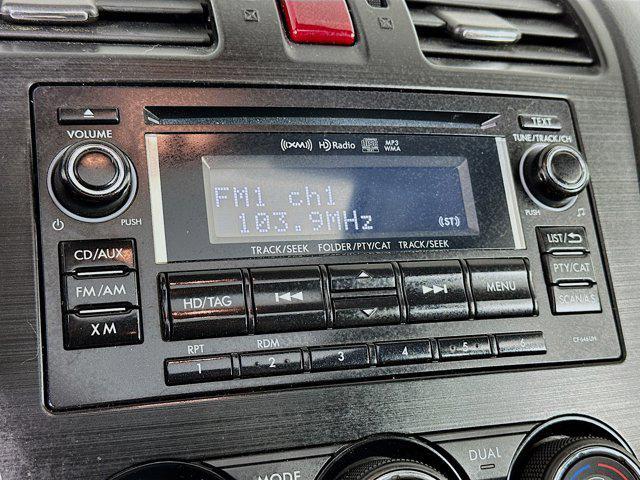 TEXT
VOLUME
TUNE/TRACK/CH
((XM)) HD Radio MP3 WMA
FM1 ch1
103.9MHz
((ST))
PUSH
PUSH
TRACK/SEEK FOLDER/PTY/CAT TRACK/SEEK
CD/AUX
FM/AM
XM
HD/TAG
MENU
LIST/
PTY/CAT
SCAN/A.S
RPT RDM
1 2 3 4 5 6
MODE
DUAL